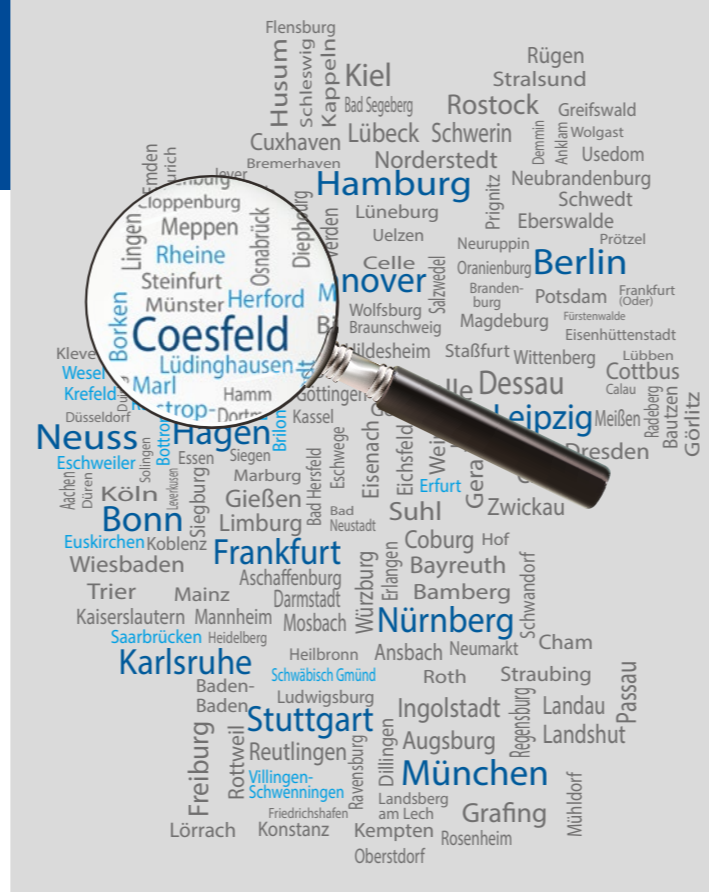 Flensburg
Husum
Schleswig
Kappeln
Kiel
Rügen
Stralsund
Bad Segeberg
Rostock
Greifswald
Cuxhaven
Lübeck
Schwerin
Demmin
Anklam
Wolgast
Usedom
Emden
Bremerhaven
Norderstedt
Hamburg
Prignitz
Neubrandenburg
Schwedt
Cloppenburg
Lüneburg
Eberswalde
Lingen
Meppen
Osnabrück
Diepholz
Uelzen
Neuruppin
Prötzel
Rheine
Celle
Salzwedel
Oranienburg
Berlin
Steinfurt
nover
Branden-
burg
Potsdam
Frankfurt
(Oder)
Borken
Münster
Herford
Wolfsburg
Magdeburg
Fürstenwalde
Coesfeld
Braunschweig
Eisenhüttenstadt
Kleve
Lüdinghausen
Hildesheim
Staßfurt
Wittenberg
Lübben
Wesel
Cottbus
Krefeld
Marl
Hamm
Göttingen
Dessau
Calau
Radeberg
Bautzen
Görlitz
Düsseldorf
Kassel
Leipzig
Meißen
Neuss
Hagen
Brilon
Bottrop
Dresden
Eschweiler
Solingen
Essen
Siegen
Eschwege
Eisenach
Eichsfeld
Gera
Aachen
Düren
Köln
Leverkusen
Siegburg
Marburg
Gießen
Bad Hersfeld
Erfurt
Zwickau
Bonn
Limburg
Bad
Neustadt
Suhl
Euskirchen
Koblenz
Frankfurt
Coburg
Hof
Wiesbaden
Aschaffenburg
Würzburg
Erlangen
Bayreuth
Schwandorf
Trier
Mainz
Darmstadt
Bamberg
Kaiserslautern
Mannheim
Mosbach
Nürnberg
Saarbrücken
Heidelberg
Cham
Karlsruhe
Heilbronn
Ansbach
Neumarkt
Schwäbisch Gmünd
Roth
Straubing
Passau
Baden-
Baden
Ludwigsburg
Stuttgart
Ingolstadt
Regensburg
Landau
Landshut
Freiburg
Rottweil
Reutlingen
Ravensburg
Dillingen
Augsburg
Villingen-
Schwenningen
München
Friedrichshafen
Landsberg
am Lech
Grafing
Mühldorf
Lörrach
Konstanz
Kempten
Rosenheim
Oberstdorf